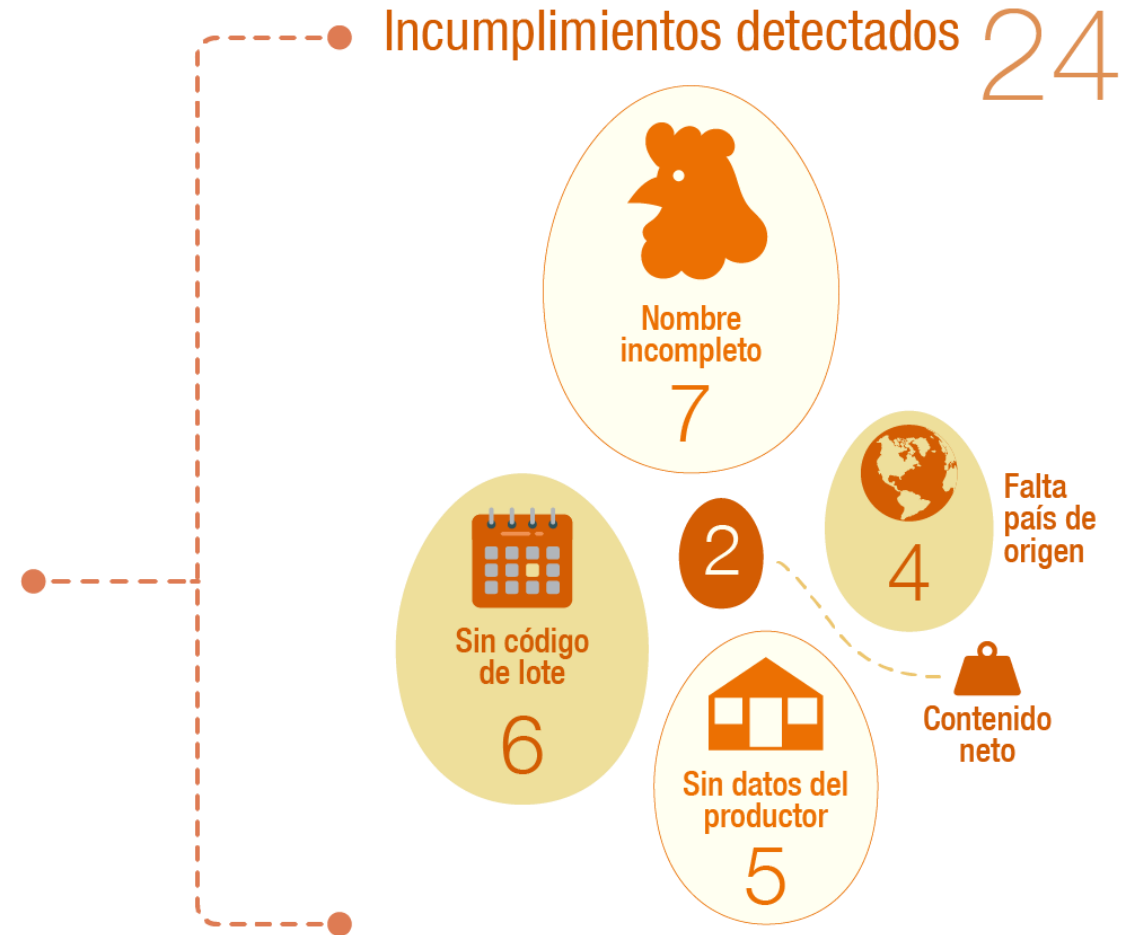 Incumplimientos detectados 24
Nombre
incompleto
7
Falta
país de
origen
4
2
Contenido
neto
Sin código
de lote
6
Sin datos del
productor
5